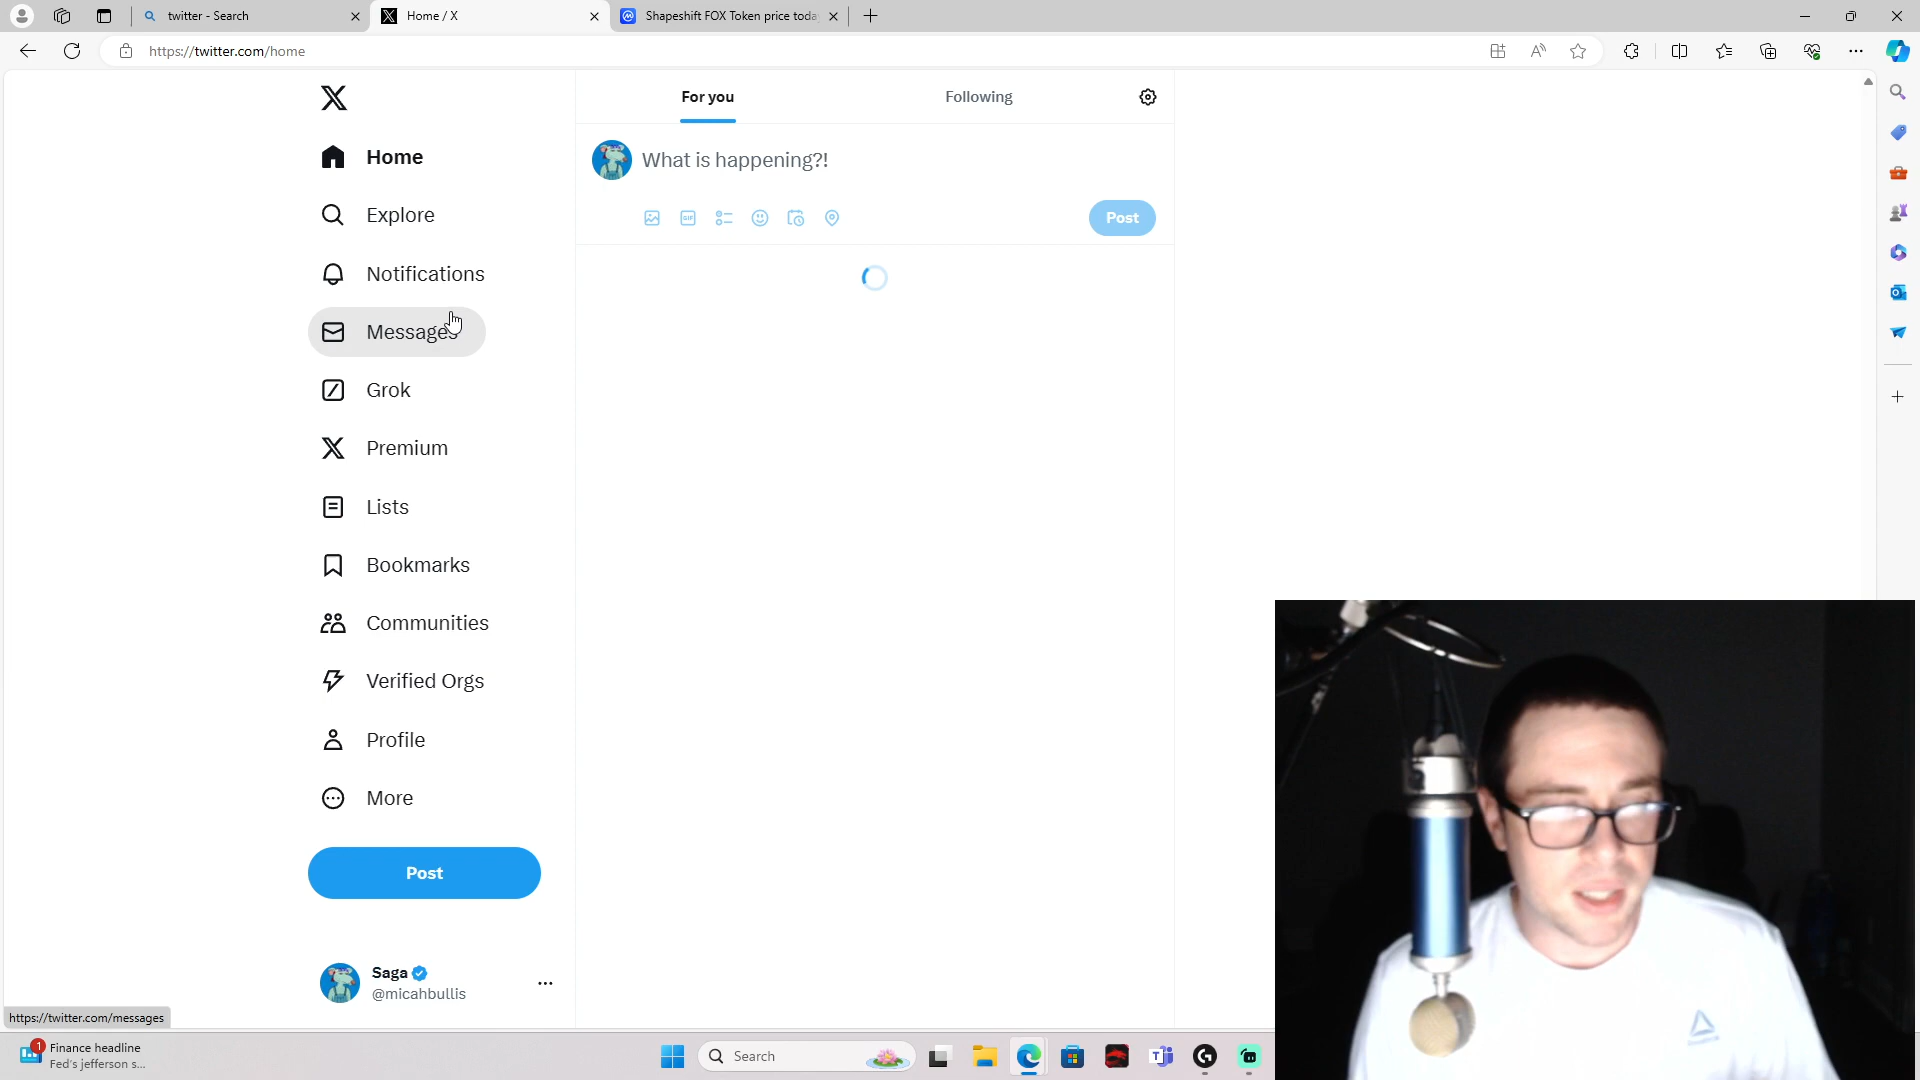 twitter - Search
Home / X
Shapeshift FOX Token price toda
https://twitter.com/home
For you
Following
Home
What is happening?!
Explore
GIF
Post
Notifications
Messages
Grok
Premium
Lists
Bookmarks
Communities
Verified Orgs
Profile
More
Post
Saga
@micahbullis
https://twitter.com/messages
1
Finance headline
Fed's jefferson s...
Search